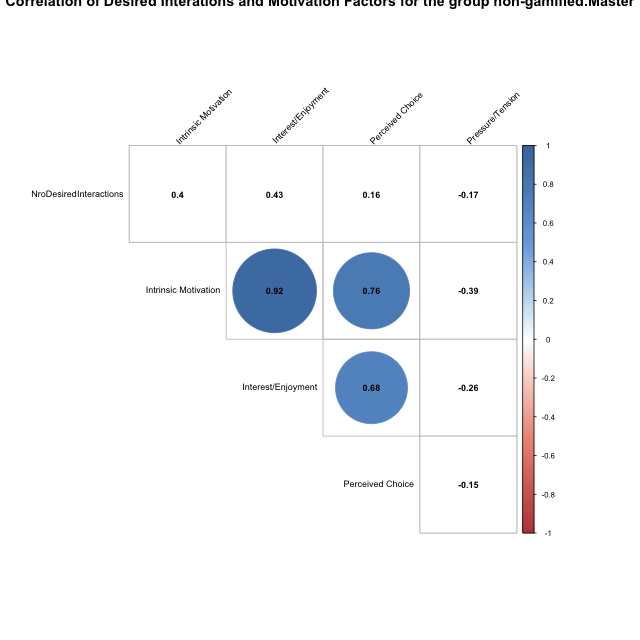 Correlation of Desired Interations and Motivation Factors for the group non-gamified.Master
Intrinsic Motivation
Interest/Enjoyment
Perceived Choice
Pressure/Tension
NroDesiredInteractions 0.4 0.43 0.16 -0.17
Intrinsic Motivation 0.92 0.76 -0.39
Interest/Enjoyment 0.68 -0.26
Perceived Choice -0.15
1
0.8
0.6
0.4
0.2
0
-0.2
-0.4
-0.6
-0.8
-1